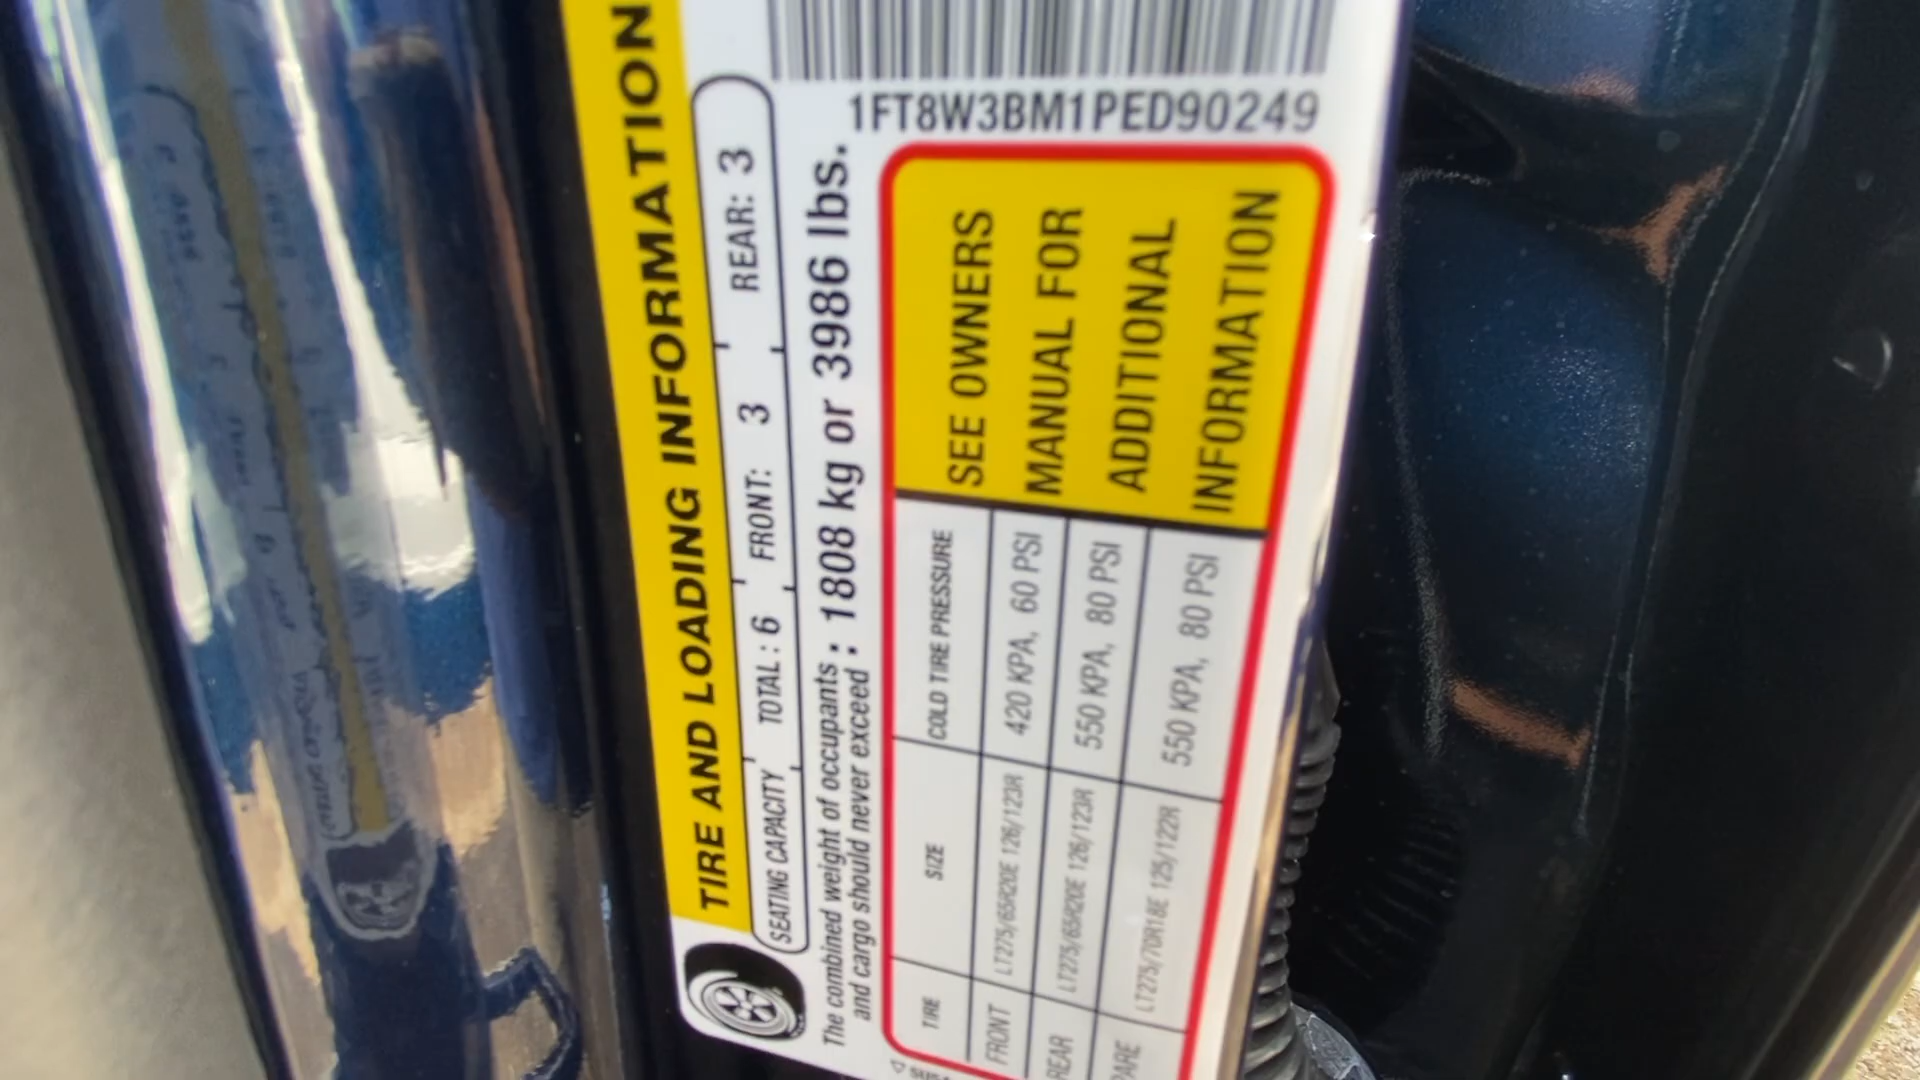 1FT8W3BM1PED90249
TIRE AND LOADING INFORMATION
SEATING CAPACITY TOTAL: 6 FRONT: 3 REAR: 3
The combined weight of occupants
and cargo should never exceed : 1808 kg or 3986 lbs.
TIRE SIZE COLD TIRE PRESSURE
FRONT LT275/65R20E 126/123R 420 KPA, 60 PSI
REAR LT275/65R20E 126/123R 550 KPA, 80 PSI
PARE LT275/70R18E 125/122R 550 KPA, 80 PSI
SEE OWNERS
MANUAL FOR
ADDITIONAL
INFORMATION